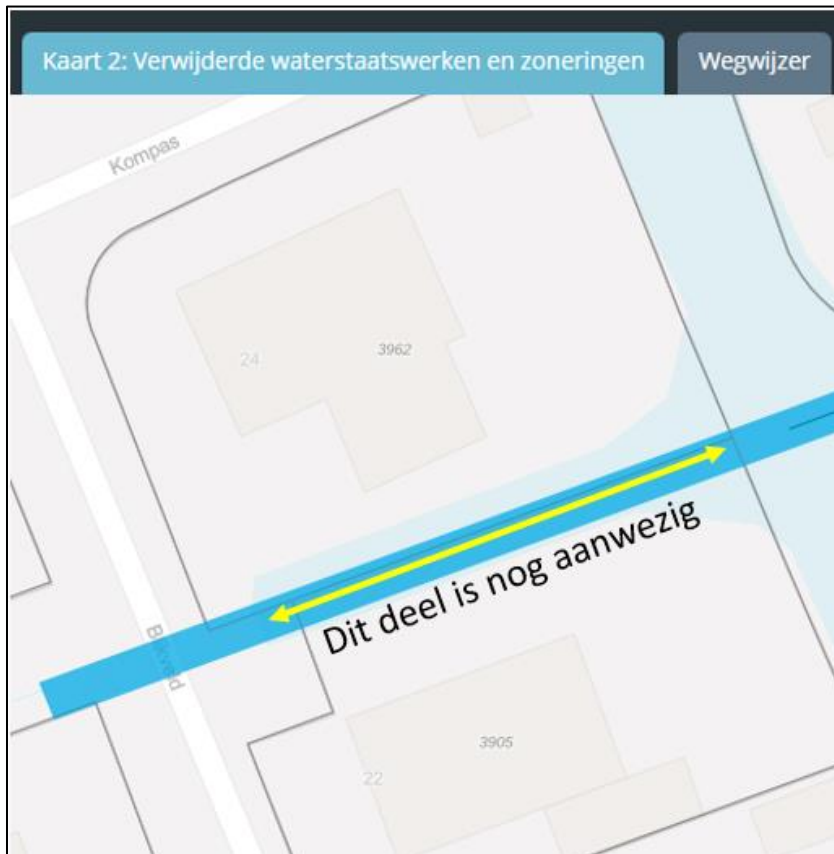 Kaart 2: Verwijderde waterstaatswerken en zoneringen
Wegwijzer
Kompas
24
3962
Dit deel is nog aanwezig
3905
22